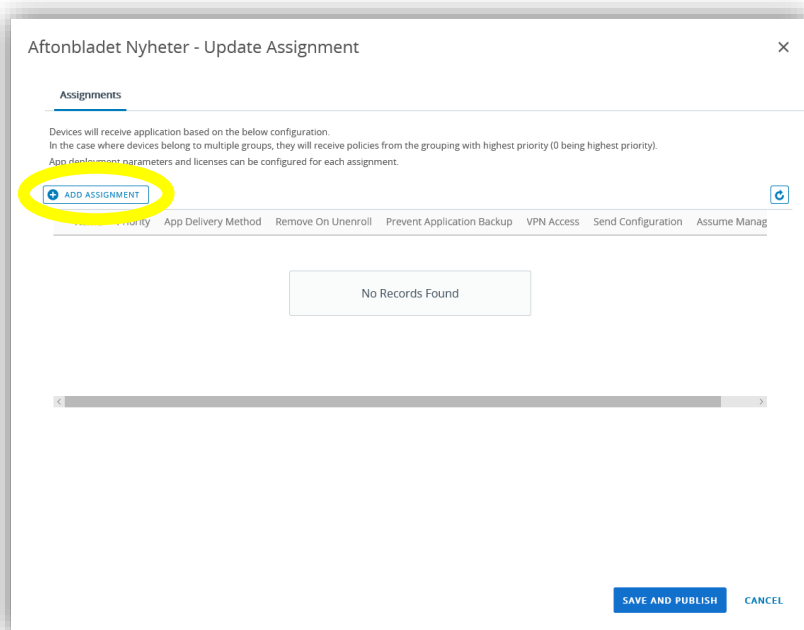 Aftonbladet Nyheter - Update Assignment
Assignments
Devices will receive application based on the below configuration.
In the case where devices belong to multiple groups, they will receive policies from the grouping with highest priority (0 being highest priority).
App deployment parameters and licenses can be configured for each assignment.
ADD ASSIGNMENT
App Delivery Method Remove On Unenroll Prevent Application Backup VPN Access Send Configuration Assume Manag
No Records Found
SAVE AND PUBLISH CANCEL